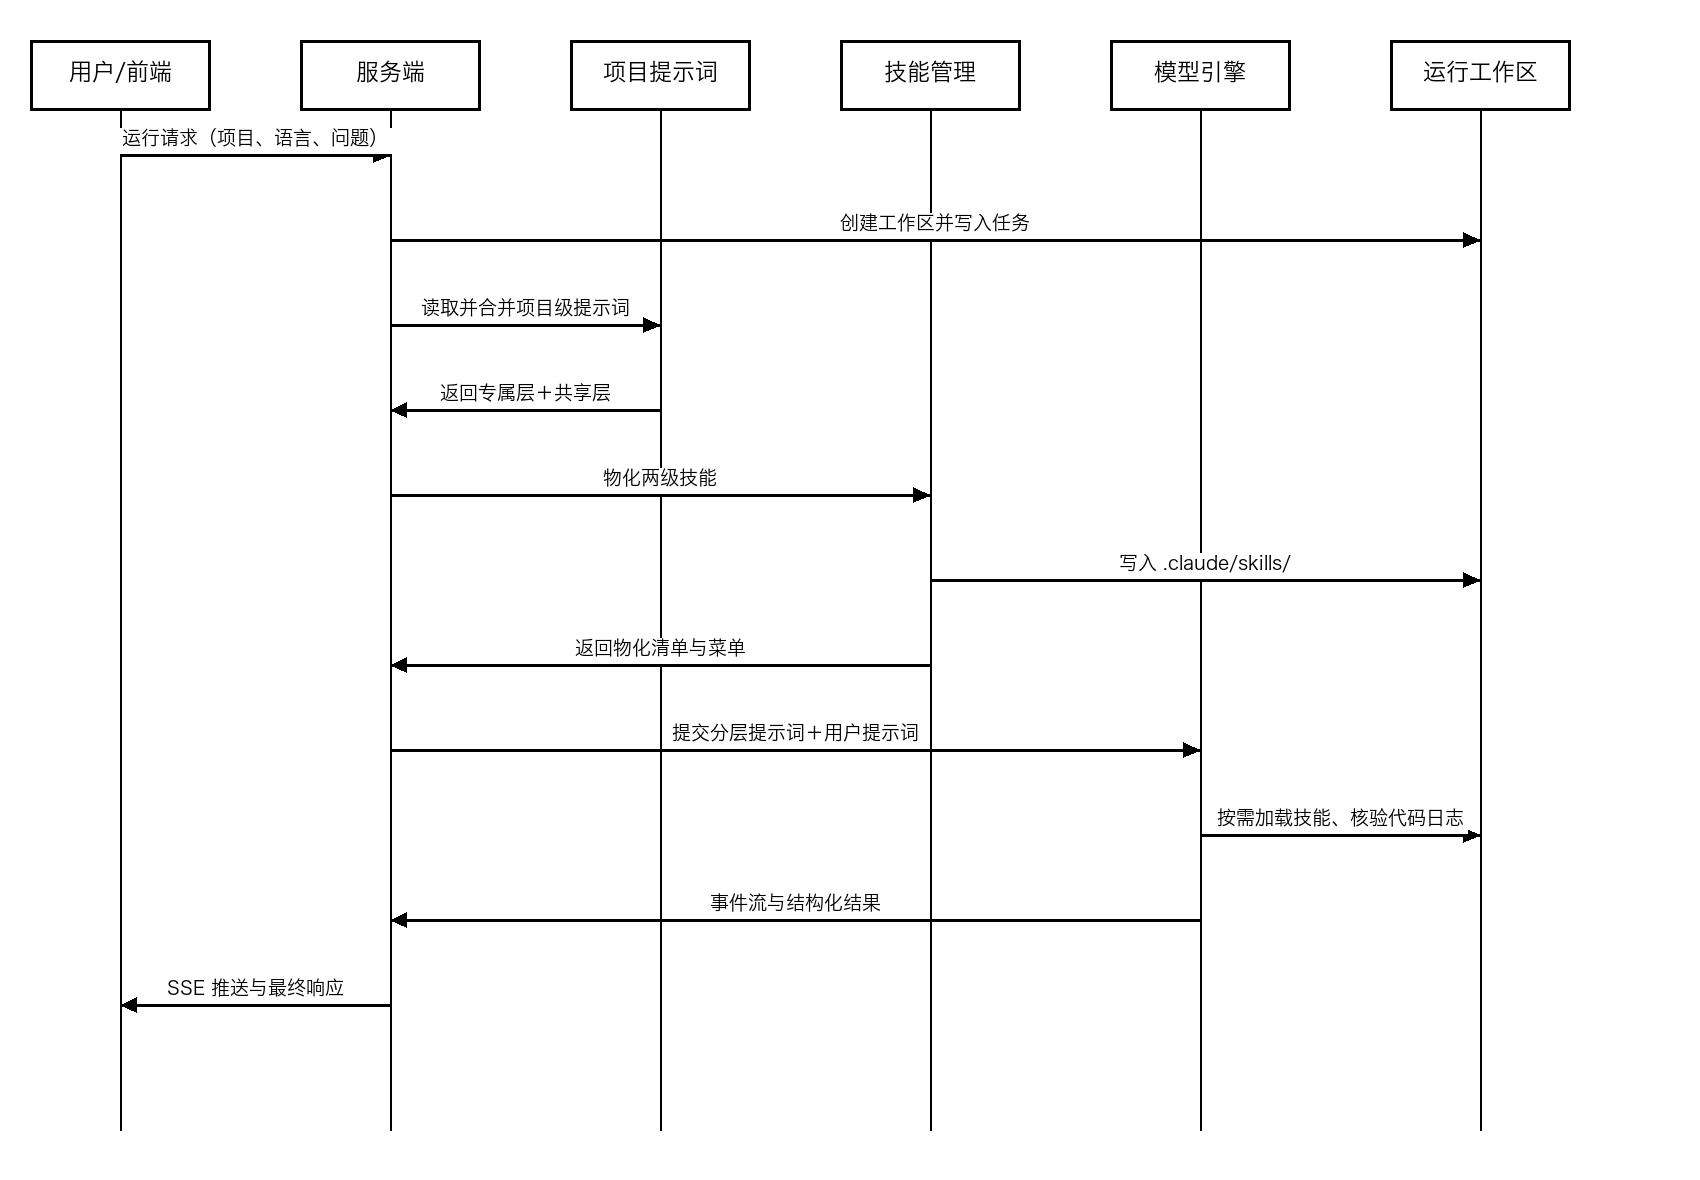 用户/前端
服务端
项目提示词
技能管理
模型引擎
运行工作区
运行请求（项目、语言、问题）
创建工作区并写入任务
读取并合并项目级提示词
返回专属层＋共享层
物化两级技能
写入 .claude/skills/
返回物化清单与菜单
提交分层提示词＋用户提示词
按需加载技能、核验代码日志
事件流与结构化结果
SSE 推送与最终响应